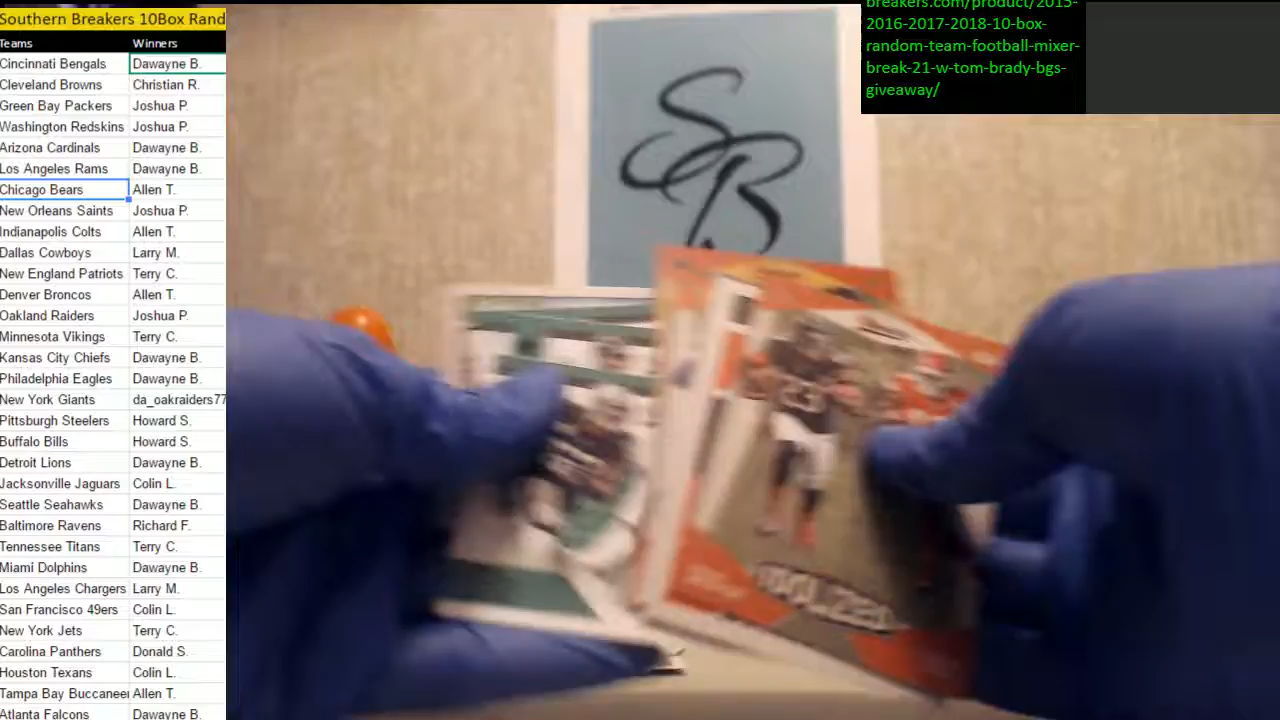 Southern Breakers 10Box Rand
Teams Winners
Cincinnati Bengals Dawayne B.
Cleveland Browns Christian R.
Green Bay Packers Joshua P.
Washington Redskins Joshua P.
Arizona Cardinals Dawayne B.
Los Angeles Rams Dawayne B.
Chicago Bears Allen T.
New Orleans Saints Joshua P.
Indianapolis Colts Allen T.
Dallas Cowboys Larry M.
New England Patriots Terry C.
Denver Broncos Allen T.
Oakland Raiders Joshua P.
Minnesota Vikings Terry C.
Kansas City Chiefs Dawayne B.
Philadelphia Eagles Dawayne B.
New York Giants da_oakraiders77
Pittsburgh Steelers Howard S.
Buffalo Bills Howard S.
Detroit Lions Dawayne B.
Jacksonville Jaguars Colin L.
Seattle Seahawks Dawayne B.
Baltimore Ravens Richard F.
Tennessee Titans Terry C.
Miami Dolphins Dawayne B.
Los Angeles Chargers Larry M.
San Francisco 49ers Colin L.
New York Jets Terry C.
Carolina Panthers Donald S.
Houston Texans Colin L.
Tampa Bay Buccaneer Allen T.
Atlanta Falcons Dawayne B.
breakers.com/product/2015-
2016-2017-2018-10-box-
random-team-football-mixer-
break-21-w-tom-brady-bgs-
giveaway/
SB